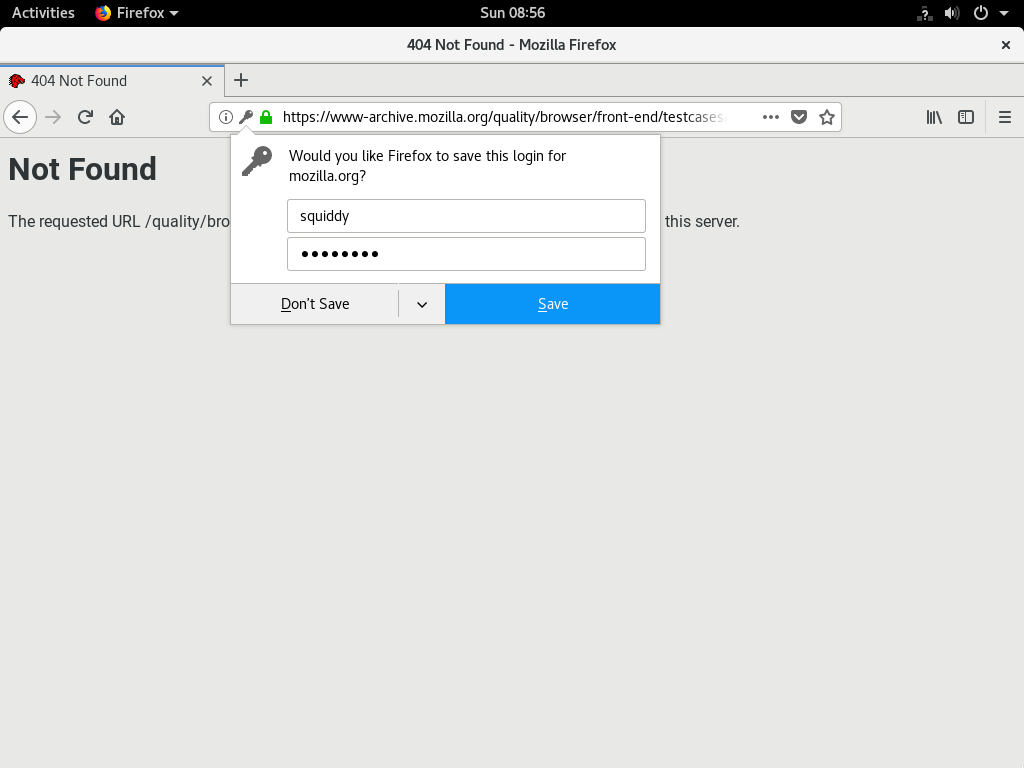 Activities Firefox Sun 08:56
404 Not Found - Mozilla Firefox
404 Not Found
https://www-archive.mozilla.org/quality/browser/front-end/testcases
Not Found
The requested URL /quality/bro this server.
Would you like Firefox to save this login for
mozilla.org?
squiddy
••••••••
Don't Save Save